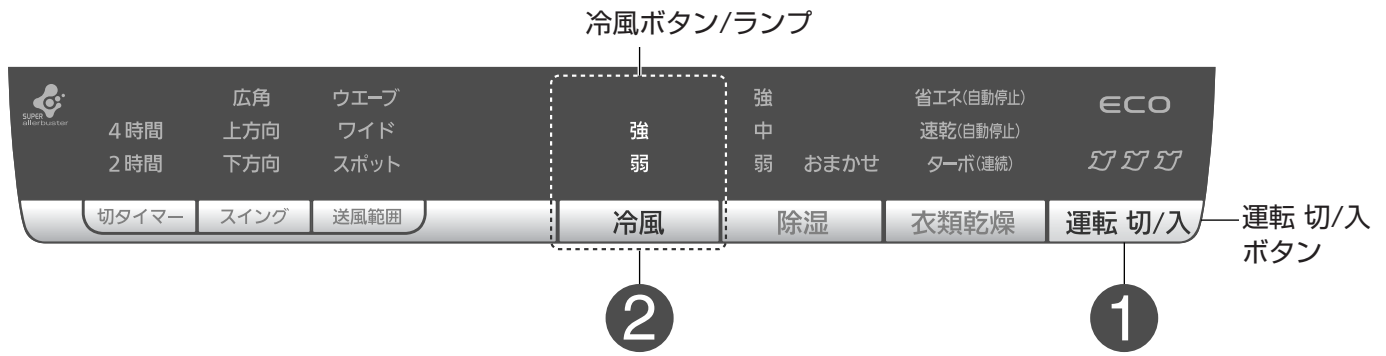 冷風ボタン/ランプ
SUPER
allerbuster
広角 ウエーブ 強 省エネ(自動停止) ECO
4時間 上方向 ワイド 強 中 速乾(自動停止)
2時間 下方向 スポット 弱 弱 おまかせ ターボ(連続)
切タイマー スイング 送風範囲 冷風 除湿 衣類乾燥 運転 切/入
運転 切/入
ボタン
2 1